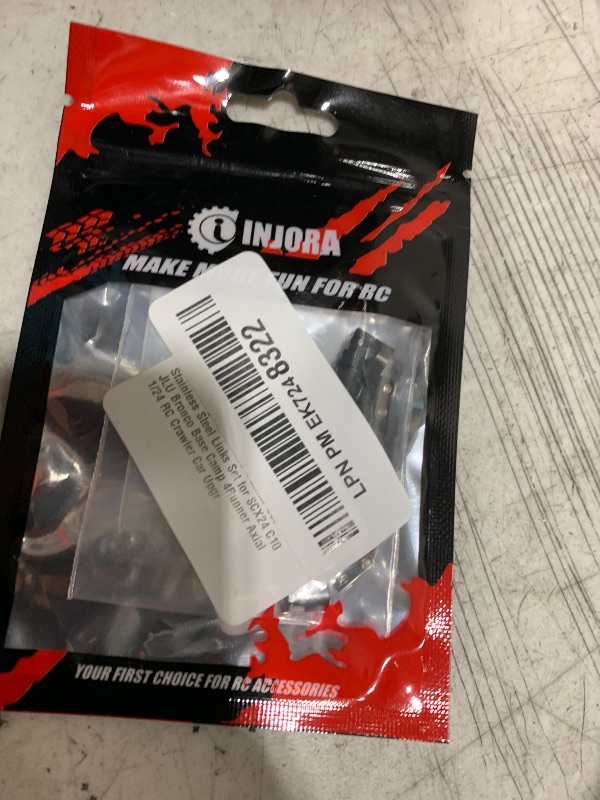 INJORA
MAKE MORE FUN FOR RC
LPN PM EK7248322
Stainless Steel Links Set for SCX24 C10
JLU Bronco Base Camp 4Runner Axial
1/24 RC Crawler Car Upgr
YOUR FIRST CHOICE FOR RC ACCESSORIES